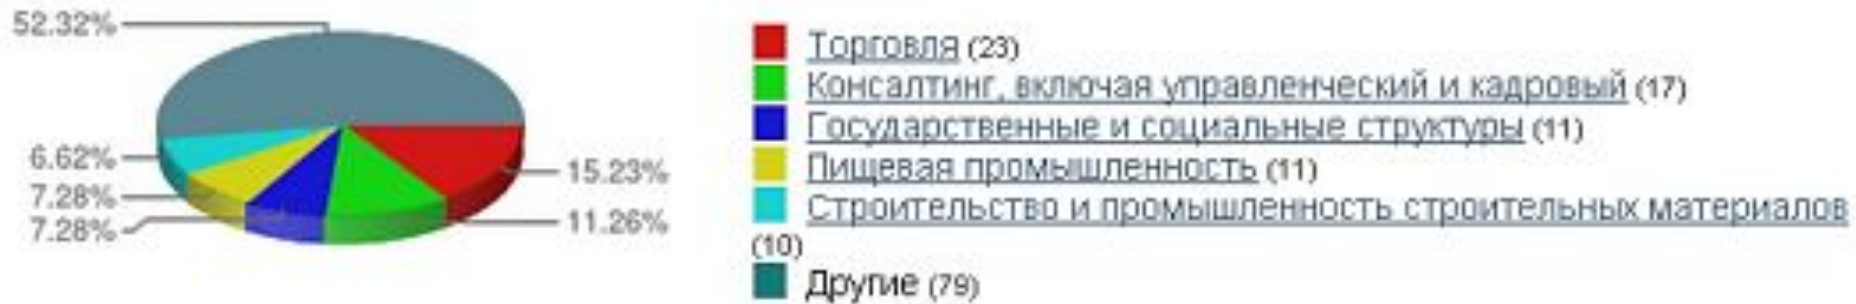 52.32%
6.62%
7.28%
7.28%
15.23%
11.26%
Торговля (23)
Консалтинг, включая управленческий и кадровый (17)
Государственные и социальные структуры (11)
Пищевая промышленность (11)
Строительство и промышленность строительных материалов
(10)
Другие (79)